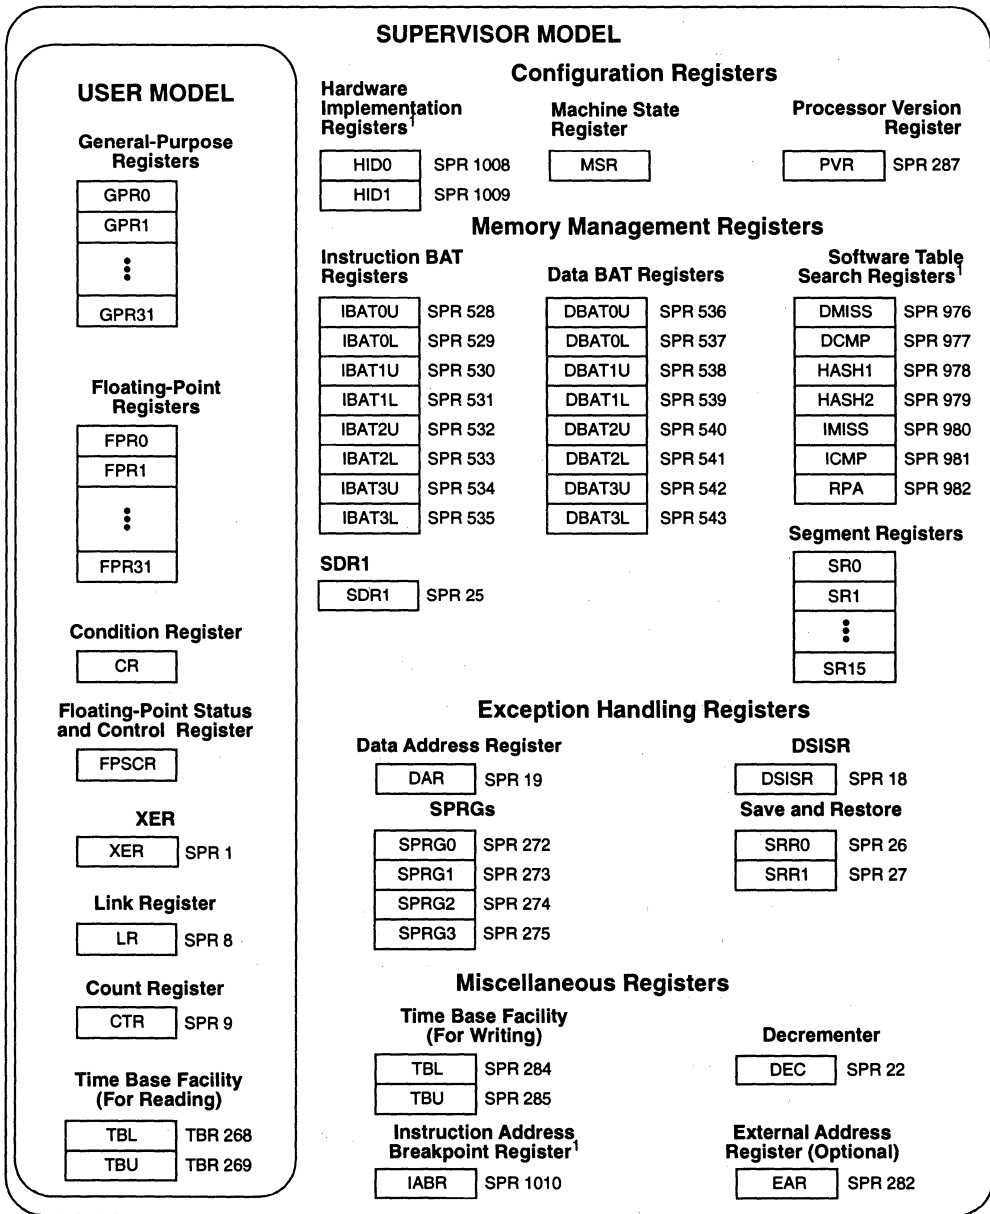 SUPERVISOR MODEL
USER MODEL
General-Purpose
Registers
GPR0
GPR1
GPR31
Floating-Point
Registers
FPR0
FPR1
FPR31
Condition Register
CR
Floating-Point Status
and Control Register
FPSCR
XER
XER SPR 1
Link Register
LR SPR 8
Count Register
CTR SPR 9
Time Base Facility
(For Reading)
TBL TBR 268
TBU TBR 269
Configuration Registers
Hardware
Implementation
Registers¹
HID0 SPR 1008
HID1 SPR 1009
Machine State
Register
MSR
Processor Version
Register
PVR SPR 287
Memory Management Registers
Instruction BAT
Registers
IBAT0U SPR 528
IBAT0L SPR 529
IBAT1U SPR 530
IBAT1L SPR 531
IBAT2U SPR 532
IBAT2L SPR 533
IBAT3U SPR 534
IBAT3L SPR 535
Data BAT Registers
DBAT0U SPR 536
DBAT0L SPR 537
DBAT1U SPR 538
DBAT1L SPR 539
DBAT2U SPR 540
DBAT2L SPR 541
DBAT3U SPR 542
DBAT3L SPR 543
Software Table
Search Registers¹
DMISS SPR 976
DCMP SPR 977
HASH1 SPR 978
HASH2 SPR 979
IMISS SPR 980
ICMP SPR 981
RPA SPR 982
SDR1
SDR1 SPR 25
Segment Registers
SR0
SR1
SR15
Exception Handling Registers
Data Address Register
DAR SPR 19
DSISR
DSISR SPR 18
SPRGs
SPRG0 SPR 272
SPRG1 SPR 273
SPRG2 SPR 274
SPRG3 SPR 275
Save and Restore
SRR0 SPR 26
SRR1 SPR 27
Miscellaneous Registers
Time Base Facility
(For Writing)
TBL SPR 284
TBU SPR 285
Decrementer
DEC SPR 22
Instruction Address
Breakpoint Register¹
IABR SPR 1010
External Address
Register (Optional)
EAR SPR 282